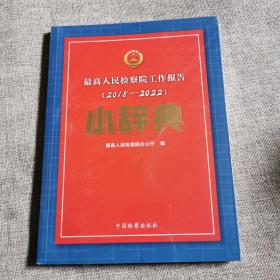 最高人民检察院工作报告
（2018—2022）
小辞典
最高人民检察院办公厅 编
中国检察出版社